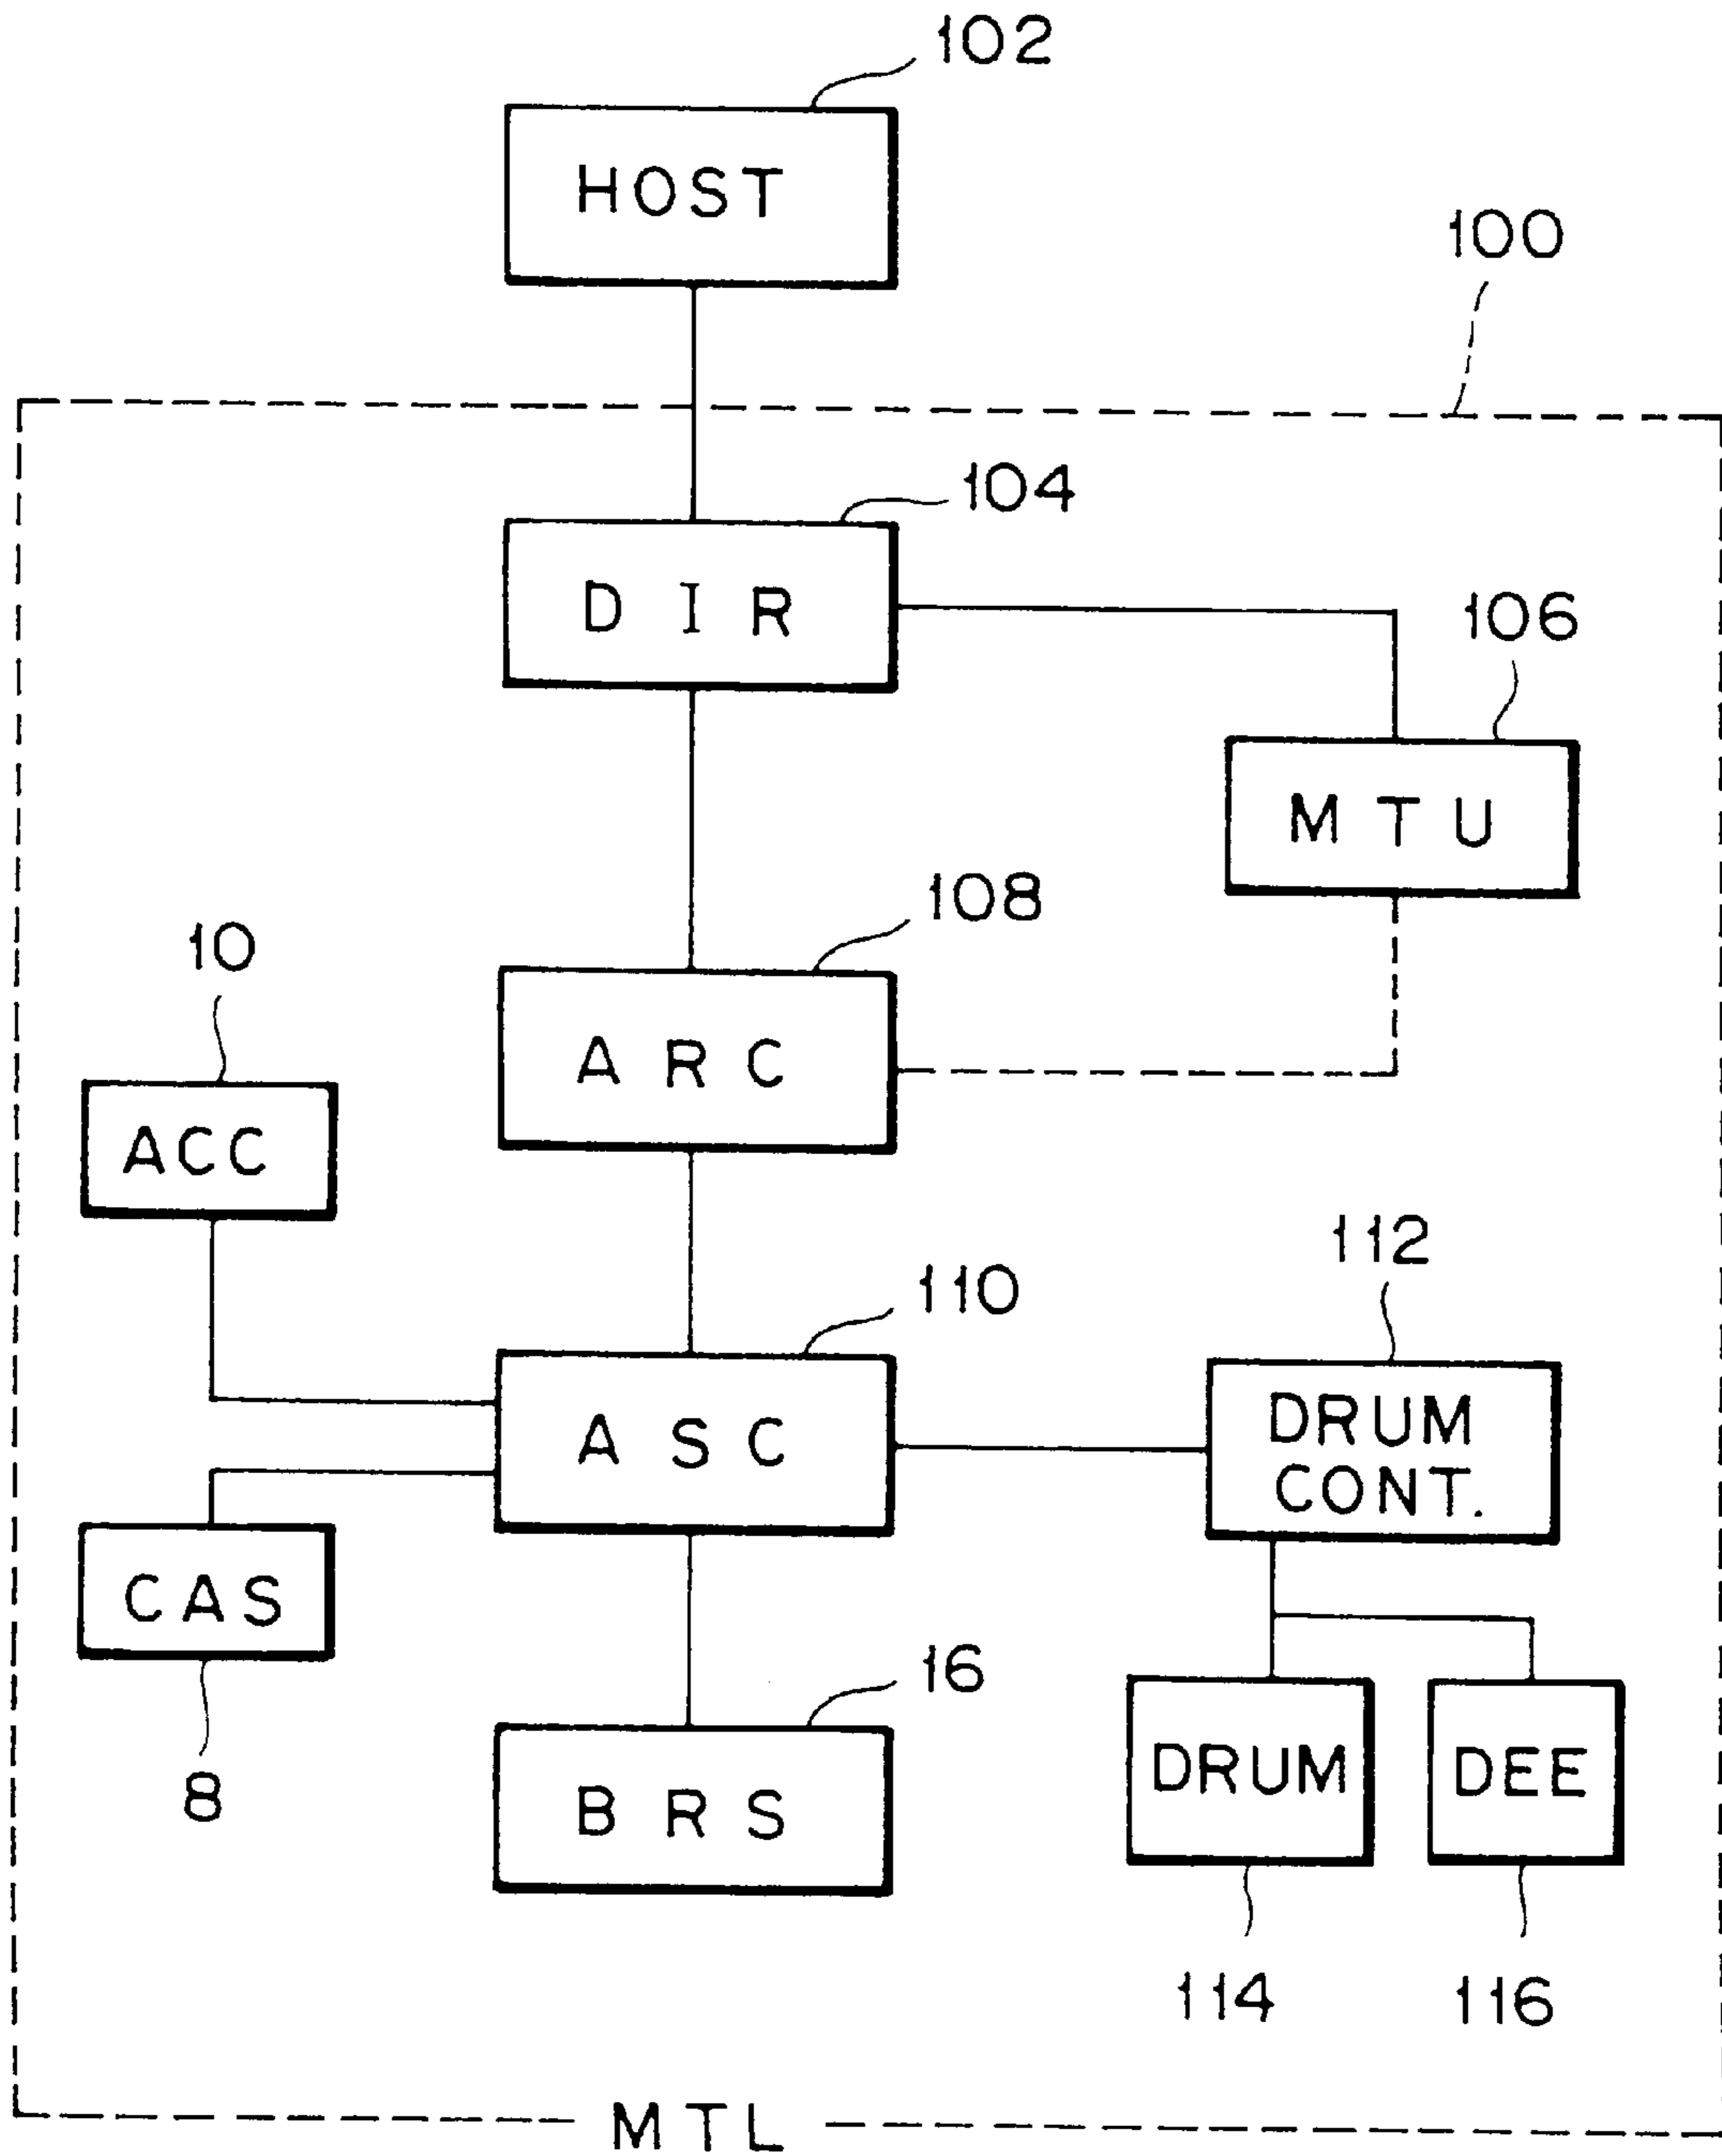 102
HOST
100
104
DIR
106
MTU
108
ARC
10
ACC
110
ASC
112
DRUM
CONT.
CAS
8
16
BRS
DRUM
DEE
114
116
MTL